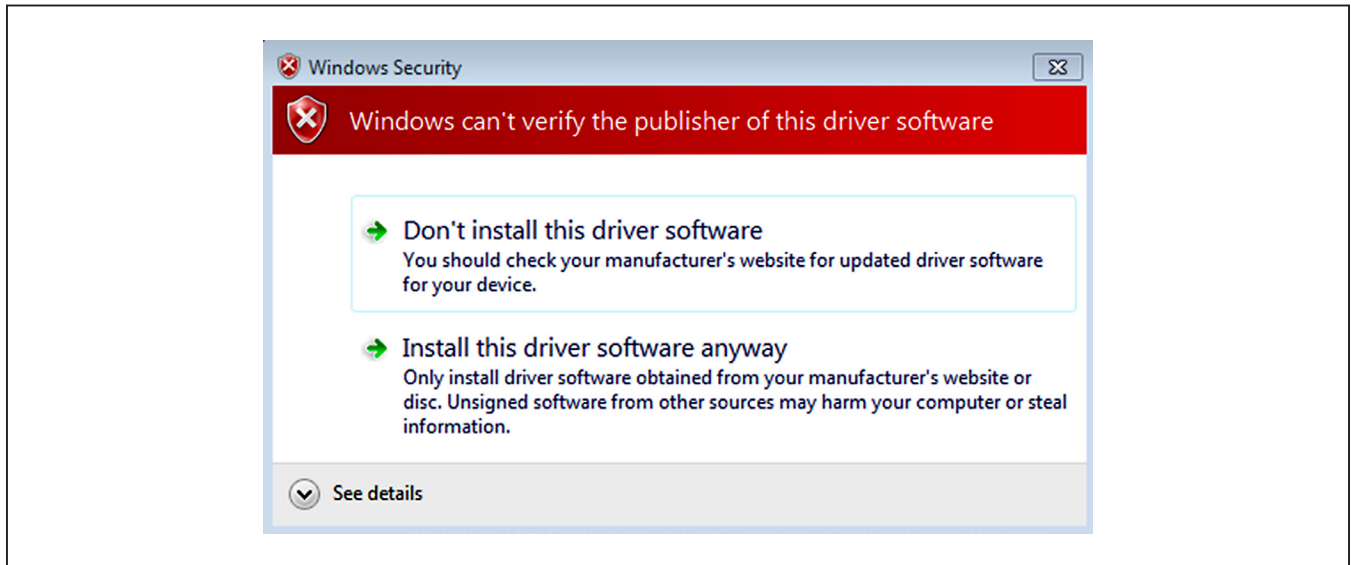 Windows Security
Windows can't verify the publisher of this driver software
Don't install this driver software
You should check your manufacturer's website for updated driver software
for your device.
Install this driver software anyway
Only install driver software obtained from your manufacturer's website or
disc. Unsigned software from other sources may harm your computer or steal
information.
See details